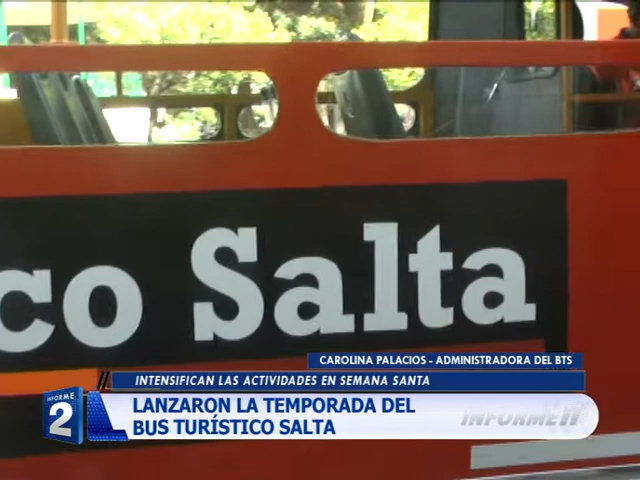 co Salta
CAROLINA PALACIOS - ADMINISTRADORA DEL BTS
INTENSIFICAN LAS ACTIVIDADES EN SEMANA SANTA
INFORME
2
LANZARON LA TEMPORADA DEL
BUS TURÍSTICO SALTA
INFORME